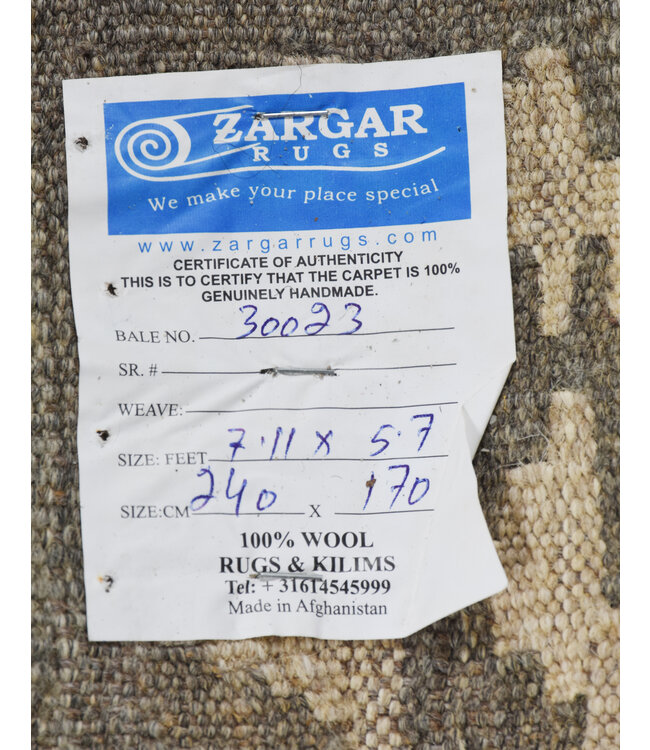 ZARGAR
RUGS
We make your place special
www.zargarrugs.com
CERTIFICATE OF AUTHENTICITY
THIS IS TO CERTIFY THAT THE CARPET IS 100%
GENUINELY HANDMADE.
BALE NO. 30023
SR. #
WEAVE:
SIZE: FEET 7.11 x 5.7
SIZE:CM 240 X 170
100% WOOL
RUGS & KILIMS
Tel: + 31614545999
Made in Afghanistan